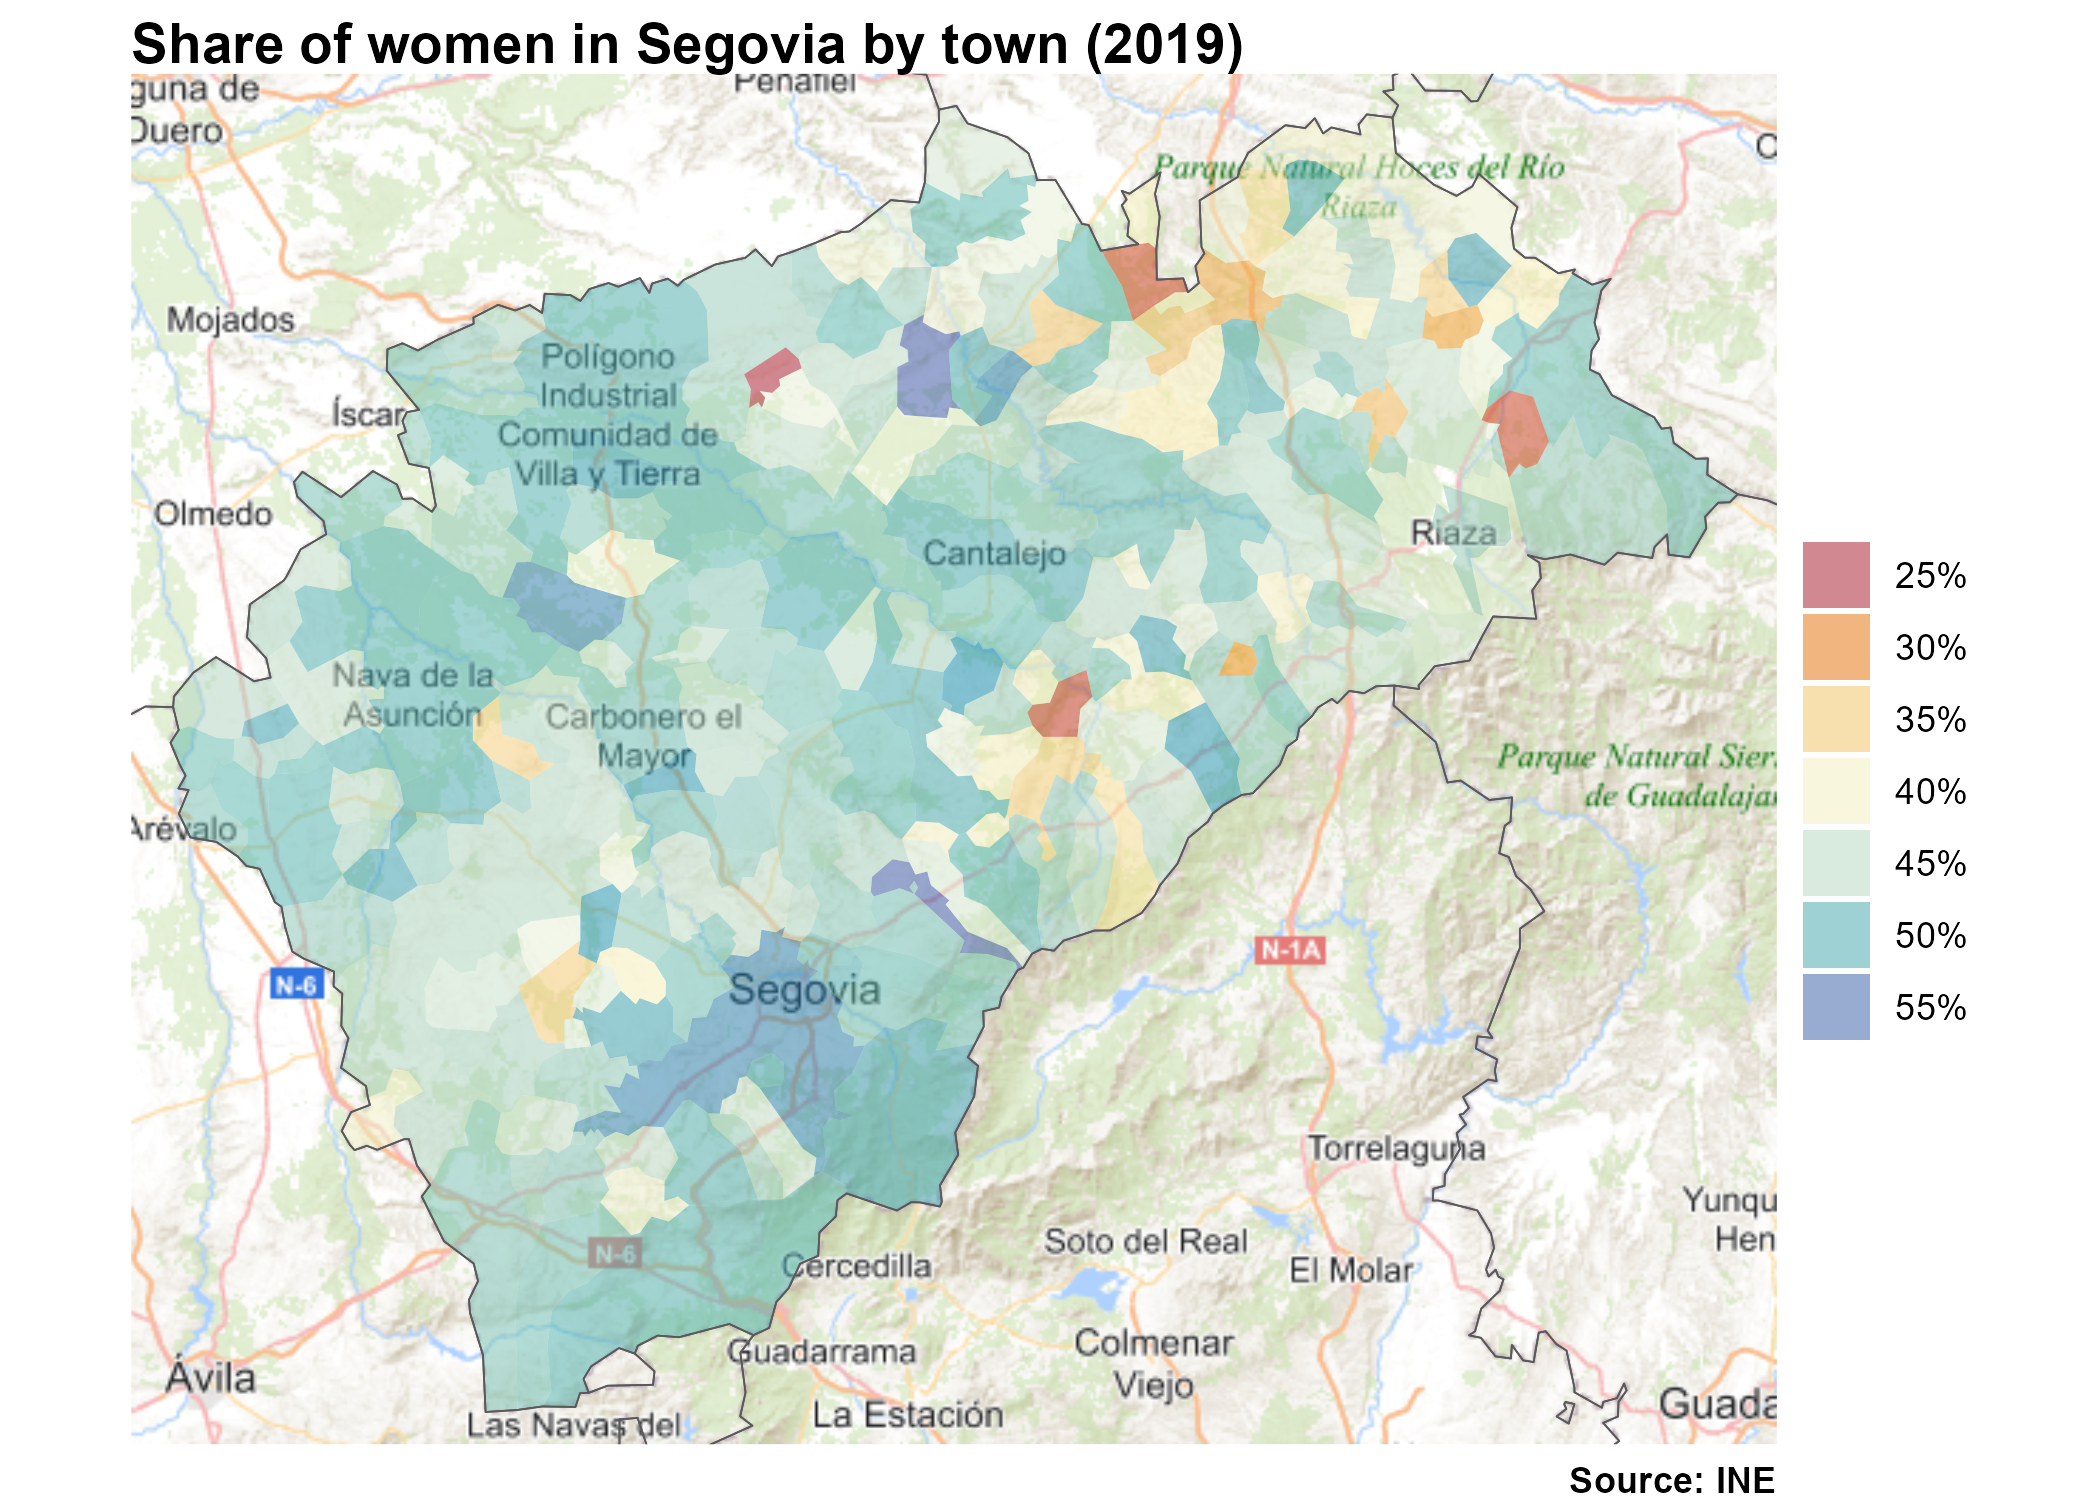 Share of women in Segovia by town (2019)
guna de
Duero
Peñafiel
Parque Natural Hoces del Río
Riaza
Mojados
Polígono
Industrial
Comunidad de
Villa y Tierra
Íscar
Olmedo
Cantalejo
Riaza
Nava de la
Asunción
Carbonero el
Mayor
Parque Natural Sier
de Guadalajar
Arévalo
N-6
Segovia
N-1A
Torrelaguna
Yunqu
Hen
N-6
Cercedilla
Soto del Real
El Molar
Guadarrama
Colmenar
Viejo
Ávila
Las Navas del
La Estación
Guada
25%
30%
35%
40%
45%
50%
55%
Source: INE